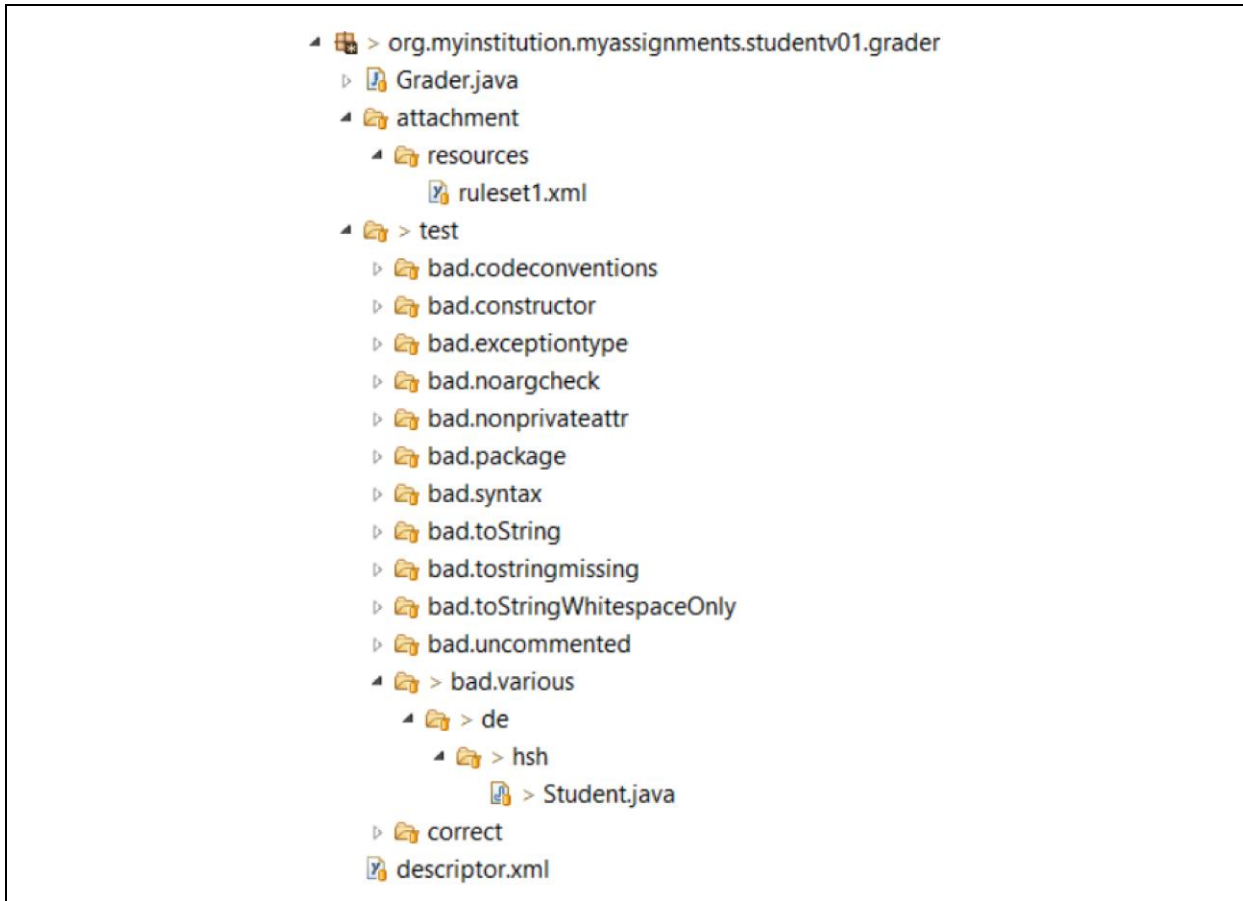 > org.myinstitution.myassignments.studentv01.grader
Grader.java
attachment
resources
ruleset1.xml
> test
bad.codeconventions
bad.constructor
bad.exceptiontype
bad.noargcheck
bad.nonprivateattr
bad.package
bad.syntax
bad.toString
bad.tostringmissing
bad.toStringWhitespaceOnly
bad.uncommented
> bad.various
> de
> hsh
> Student.java
correct
descriptor.xml